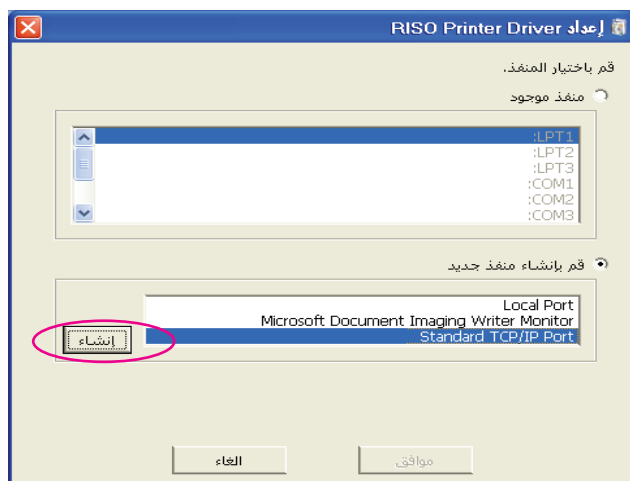 إعداد RISO Printer Driver
قم باختيار المنفذ.
منفذ موجود
:LPT1
:LPT2
:LPT3
:COM1
:COM2
:COM3
قم بإنشاء منفذ جديد
Local Port
Microsoft Document Imaging Writer Monitor
Standard TCP/IP Port
إنشاء
موافق
الغاء